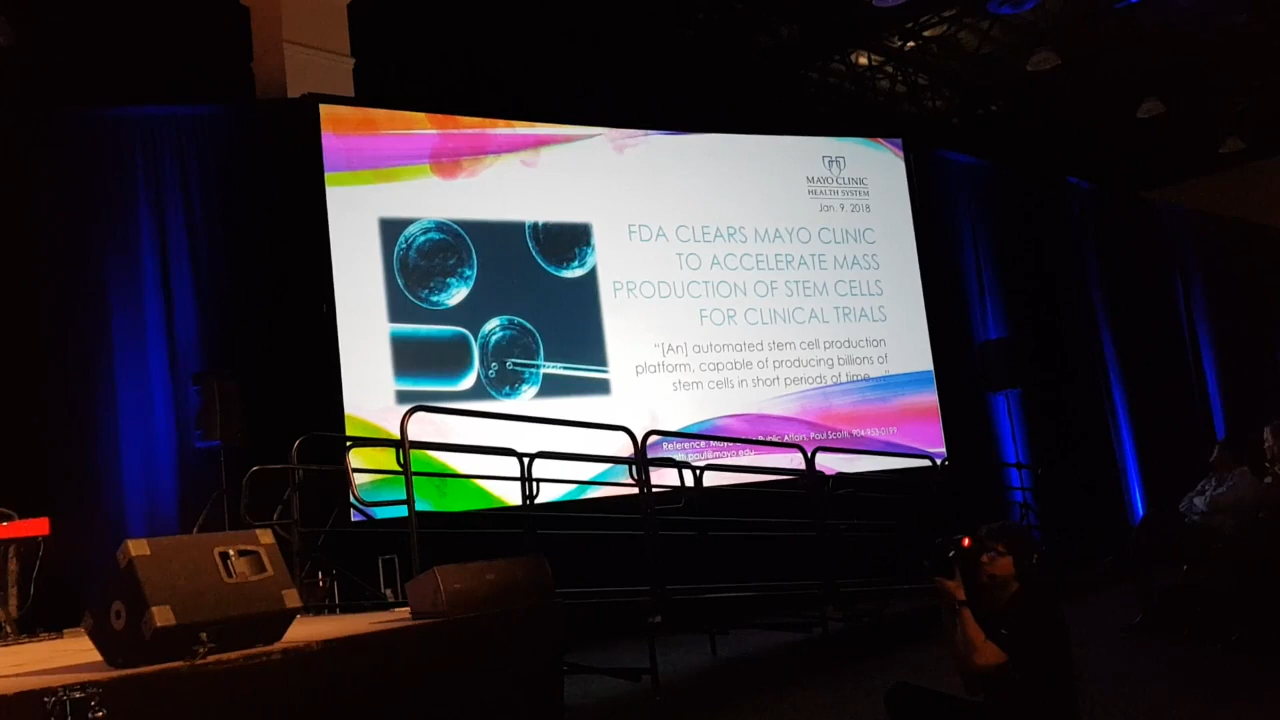 MAYO CLINIC
HEALTH SYSTEM
Jan. 9, 2018
FDA CLEARS MAYO CLINIC
TO ACCELERATE MASS
PRODUCTION OF STEM CELLS
FOR CLINICAL TRIALS
"[An] automated stem cell production
platform, capable of producing billions of
stem cells in short periods of time...."
Reference: Public Affairs, Paul Scotti, 904-953-0199,